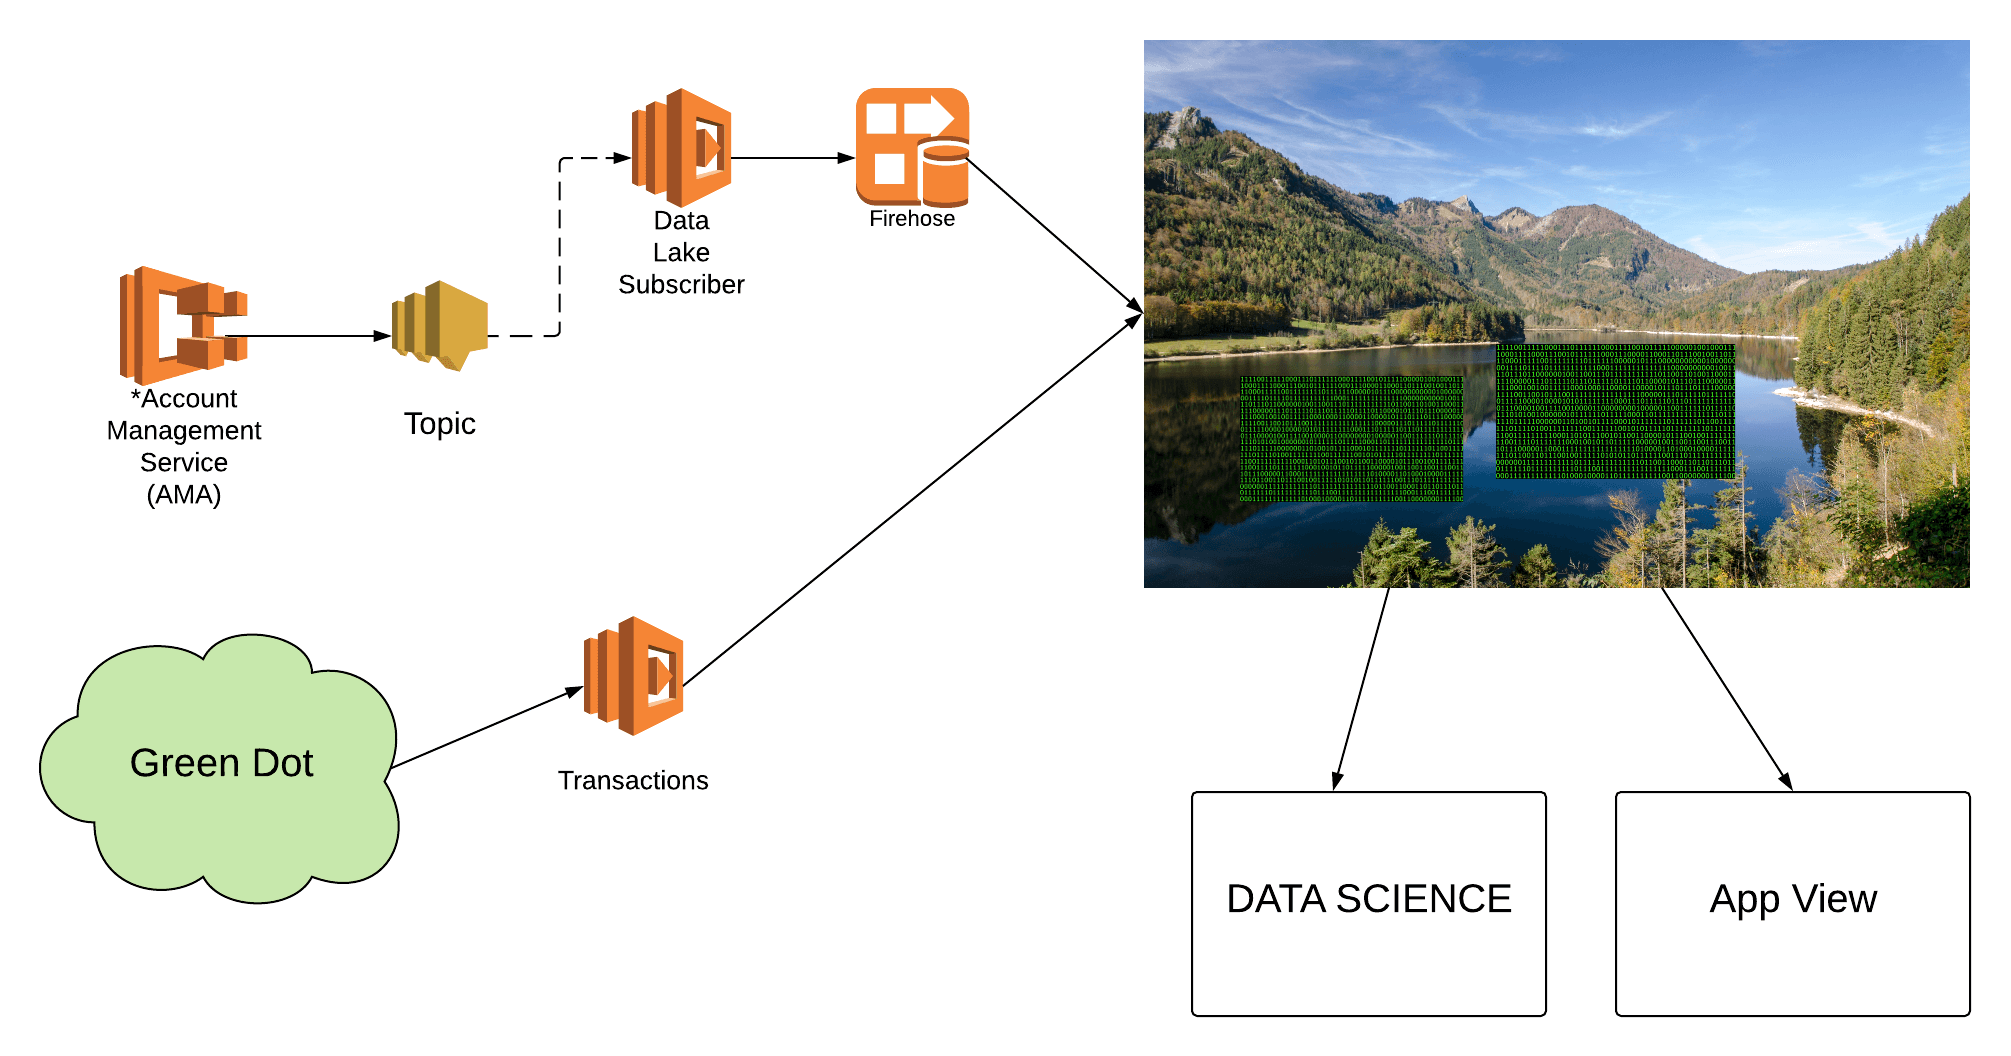 Data
Lake
Subscriber
Firehose
*Account
Management
Service
(AMA)
Topic
Green Dot
Transactions
DATA SCIENCE
App View